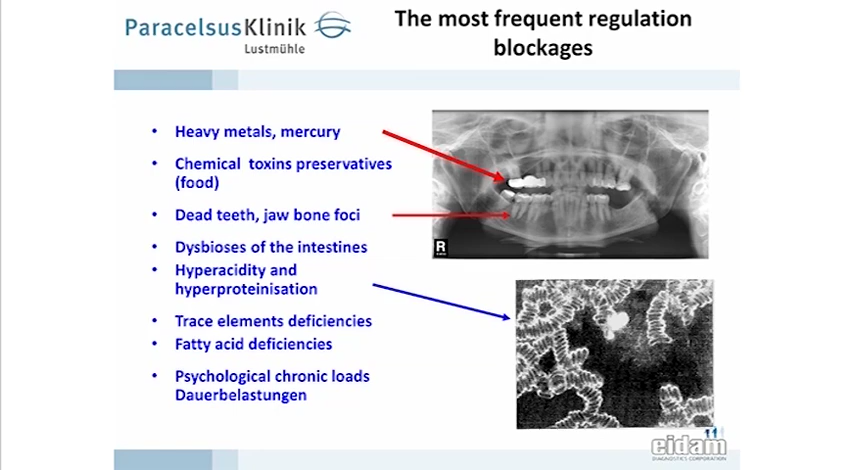 ParacelsusKlinik
Lustmühle
The most frequent regulation
blockages
• Heavy metals, mercury
• Chemical toxins preservatives
(food)
• Dead teeth, jaw bone foci
• Dysbioses of the intestines
• Hyperacidity and
hyperproteinisation
• Trace elements deficiencies
• Fatty acid deficiencies
• Psychological chronic loads
Dauerbelastungen
R
11
eidam
DIAGNOSTICS CORPORATION